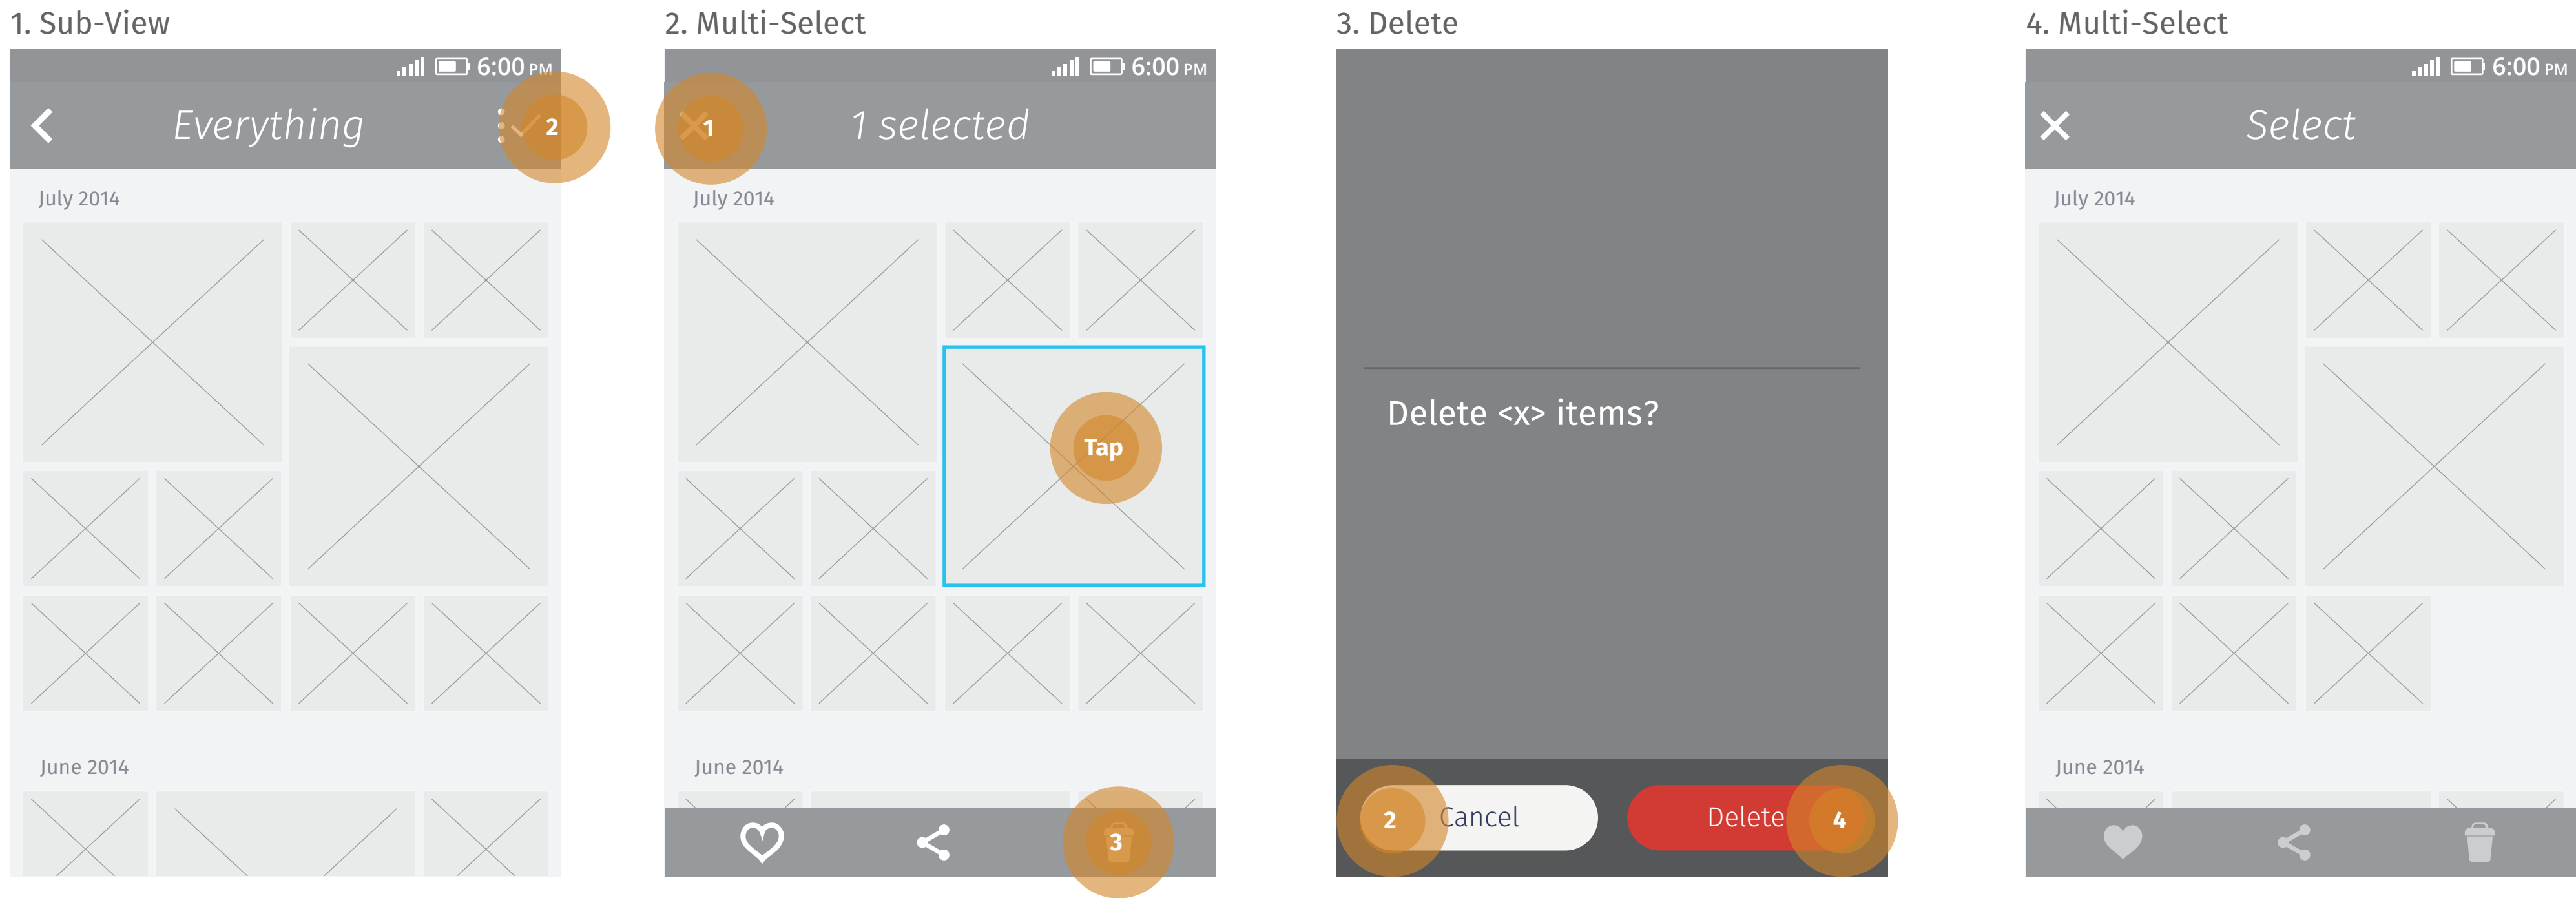 1. Sub-View
6:00 PM
Everything
2
July 2014
June 2014
2. Multi-Select
6:00 PM
1
1 selected
July 2014
Tap
June 2014
3
3. Delete
Delete <x> items?
2
Cancel
Delete
4
4. Multi-Select
6:00 PM
Select
July 2014
June 2014